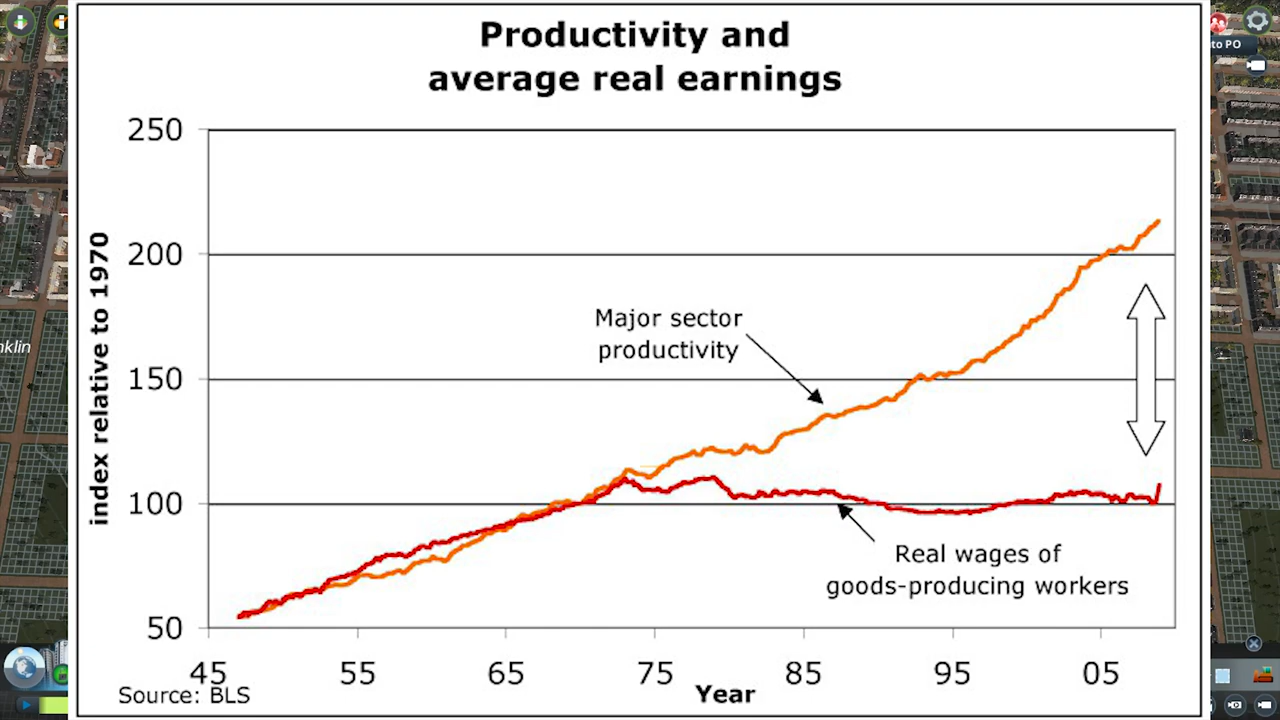 Productivity and
average real earnings
250
200
150
100
50
index relative to 1970
Major sector
productivity
Real wages of
goods-producing workers
45 55 65 75 85 95 05
Year
Source: BLS
to PO
nklin